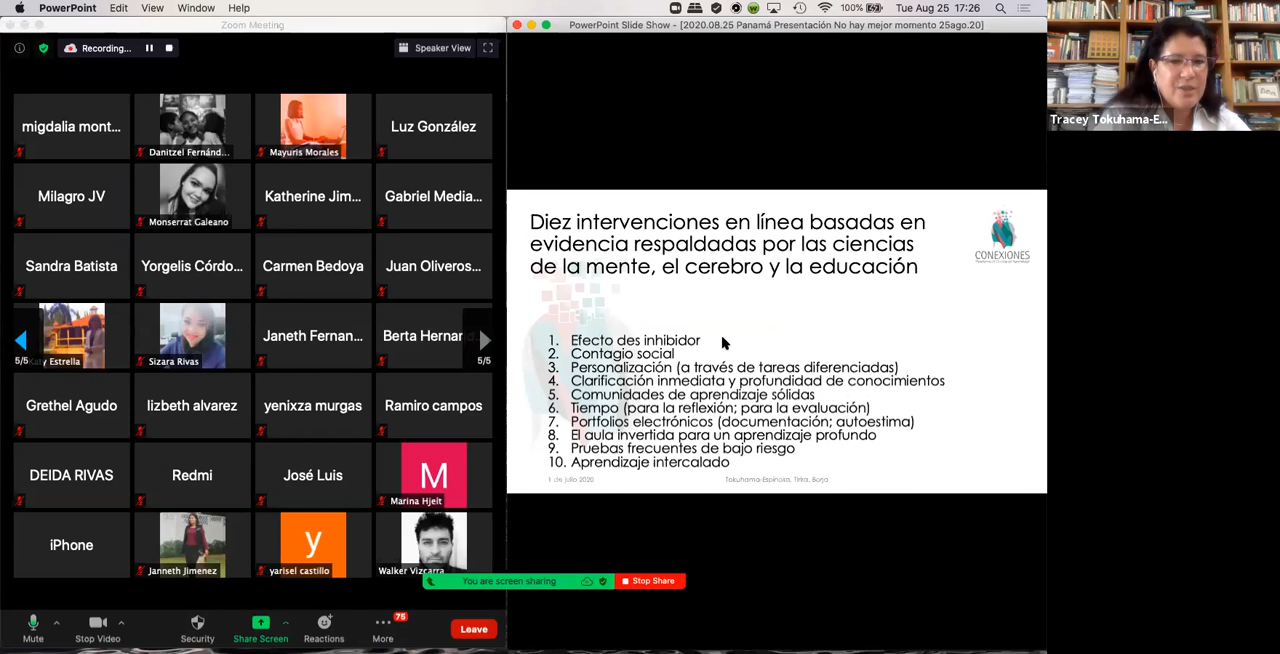 PowerPoint Edit View Window Help
100% Tue Aug 25 17:26
Zoom Meeting
PowerPoint Slide Show - [2020.08.25 Panamá Presentación No hay mejor momento 25ago.20]
Recording...
Speaker View
migdalia mont...
Danitzel Fernánd...
Mayuris Morales
Luz González
Milagro JV
Monserrat Galeano
Katherine Jim...
Gabriel Media...
Sandra Batista
Yorgelis Córdo...
Carmen Bedoya
Juan Oliveros...
Estrella
Sizara Rivas
Janeth Fernan...
Berta Hernan
5/5
5/5
Grethel Agudo
lizbeth alvarez
yenixza murgas
Ramiro campos
DEIDA RIVAS
Redmi
José Luis
M
Marina Hjelt
iPhone
Janneth Jimenez
y
yarisel castillo
Walker Vizcarra
You are screen sharing
Stop Share
Mute
Stop Video
Security
Share Screen
Reactions
75
More
Leave
Diez intervenciones en línea basadas en
evidencia respaldadas por las ciencias
de la mente, el cerebro y la educación
CONEXIONES
1. Efecto des inhibidor
2. Contagio social
3. Personalización (a través de tareas diferenciadas)
4. Clarificación inmediata y profundidad de conocimientos
5. Comunidades de aprendizaje sólidas
6. Tiempo (para la reflexión; para la evaluación)
7. Portfolios electrónicos (documentación; autoestima)
8. El aula invertida para un aprendizaje profundo
9. Pruebas frecuentes de bajo riesgo
10. Aprendizaje intercalado
de julio 2020
Tokuhama-Espinosa, Tirira, Borja
Tracey Tokuhama-E...